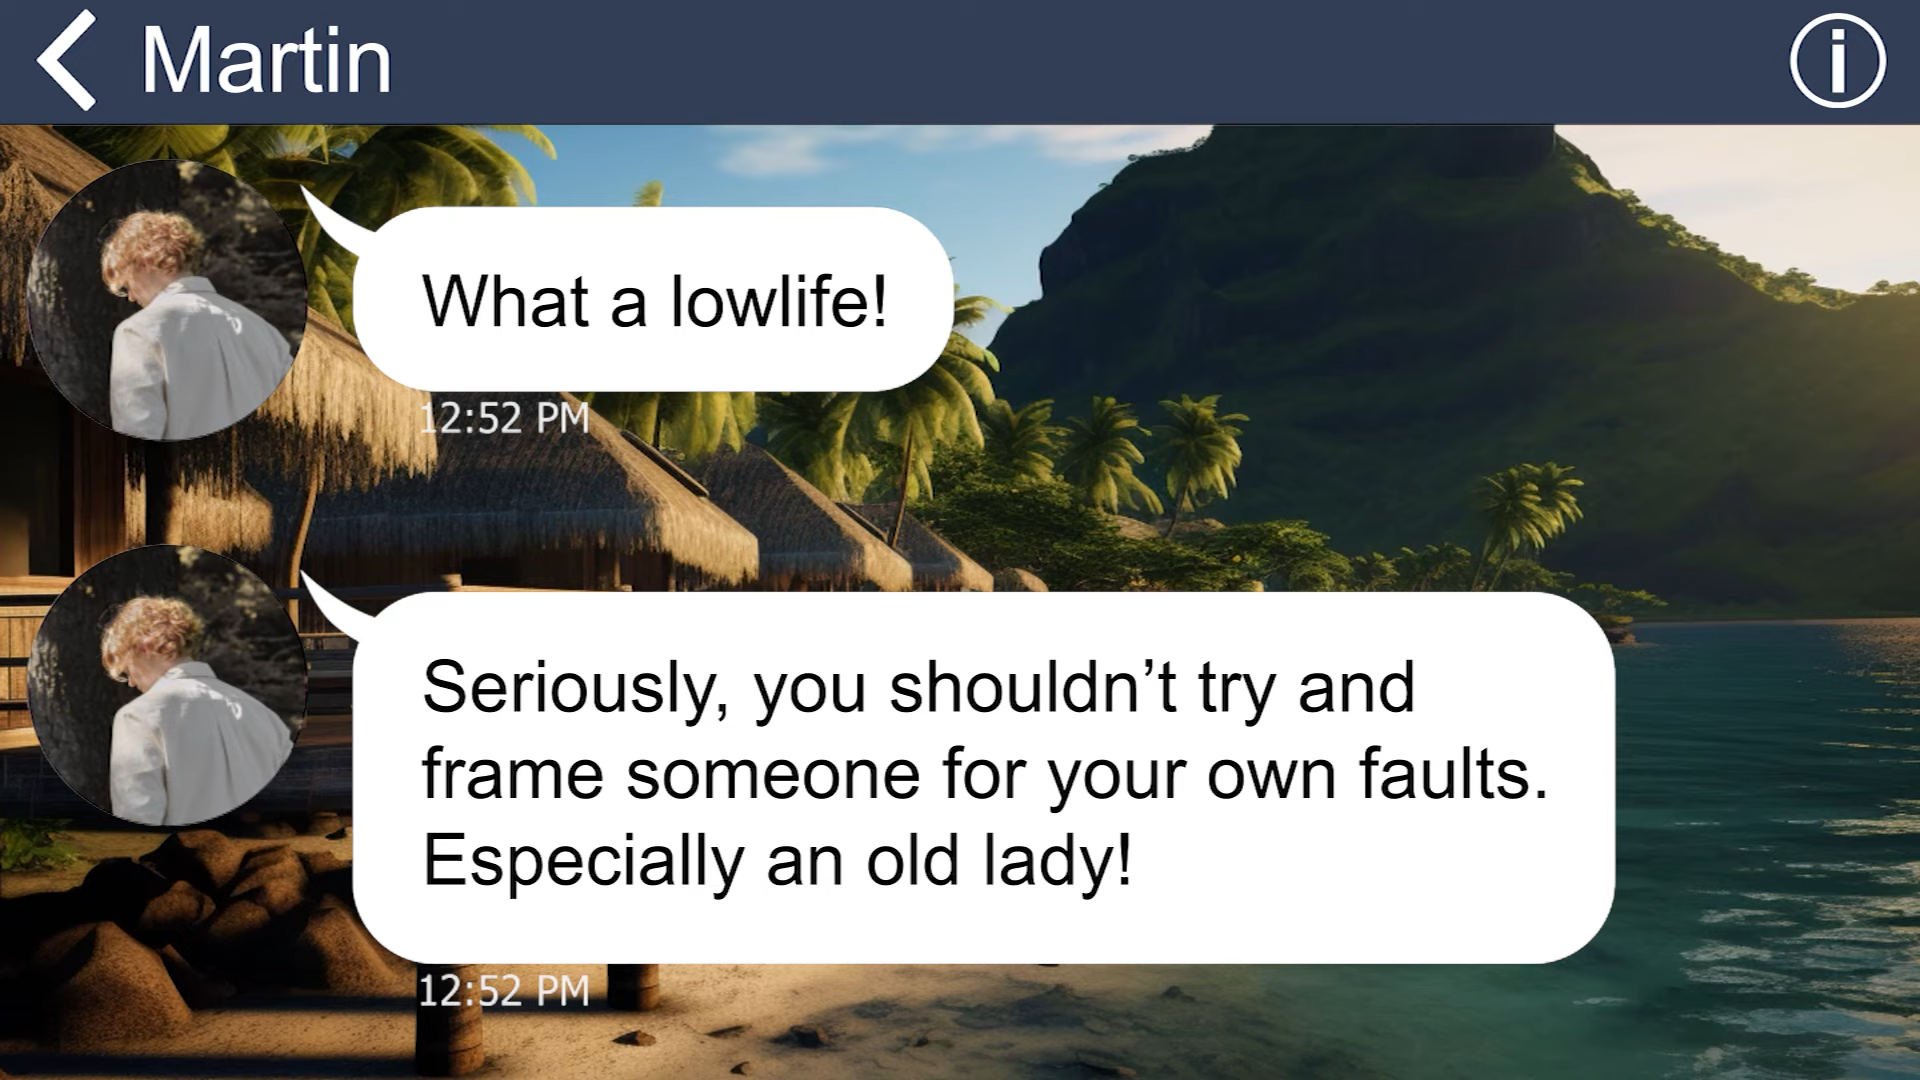 Martin
What a lowlife!
12:52 PM
Seriously, you shouldn’t try and
frame someone for your own faults.
Especially an old lady!
12:52 PM